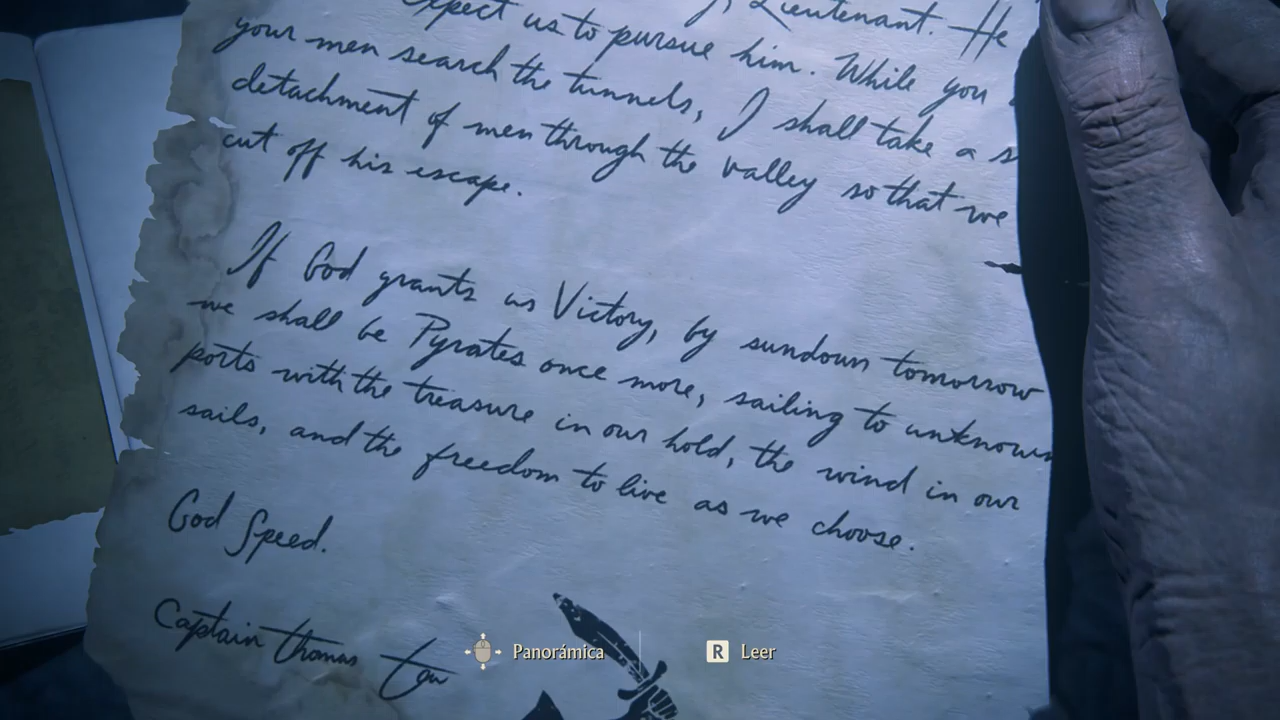 expect us to pursue him. While you
Lieutenant. He
your men search the tunnels, I shall take a
detachment of men through the valley so that we
cut off his escape.
If God grants us Victory, by sundown tomorrow
we shall be Pyrates once more, sailing to unknown
ports with the treasure in our hold, the wind in our
sails, and the freedom to live as we choose.
God Speed.
Captain Thomas Tew
Panorámica
R Leer